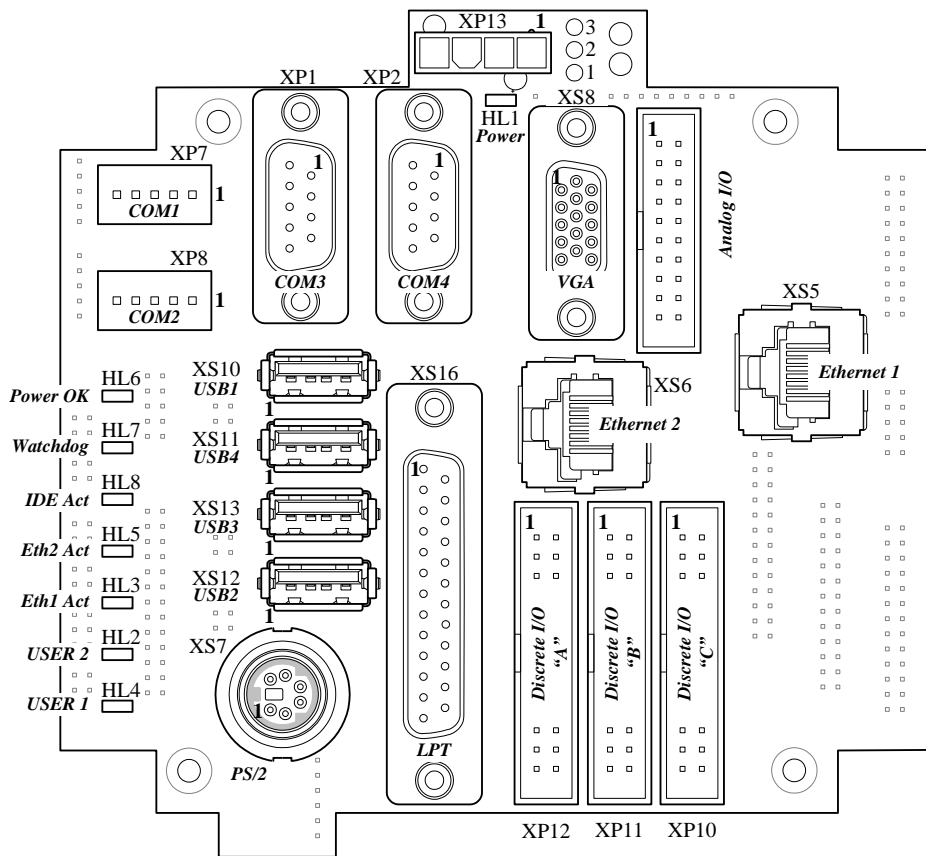 XP13
1
3
2
1
XP1
XP2
HL1
Power
XS8
1
1
1
1
Analog I/O
XP7
1
COM1
COM3
COM4
VGA
XP8
1
COM2
XS5
Ethernet 1
XS10
USB1
1
XS16
XS6
Ethernet 2
HL6
Power OK
HL7
Watchdog
XS11
USB4
1
1
HL8
IDE Act
XS13
USB3
1
HL5
Eth2 Act
XS12
USB2
1
HL3
Eth1 Act
HL2
USER 2
HL4
USER 1
XS7
1
PS/2
LPT
1
Discrete I/O
"A"
1
Discrete I/O
"B"
1
Discrete I/O
"C"
XP12
XP11
XP10